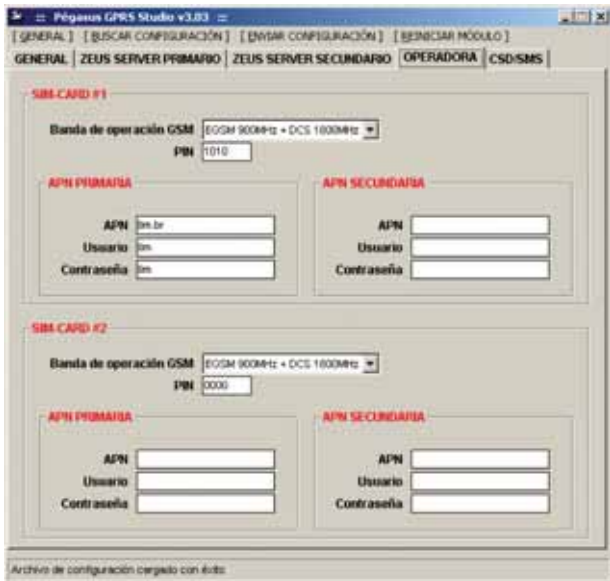 :: Pégasus GPRS Studio v3.03 ::
[ GENERAL ] [ BUSCAR CONFIGURACIÓN ] [ ENVIAR CONFIGURACIÓN ] [ REINICIAR MÓDULO ]
GENERAL ZEUS SERVER PRIMARIO ZEUS SERVER SECUNDARIO OPERADORA CSD/SMS
SIM-CARD #1
Banda de operación GSM EGSM 900MHz + DCS 1800MHz
PIN 1010
APN PRIMARIA APN SECUNDARIA
APN tim.br APN
Usuario tim Usuario
Contraseña tim Contraseña
SIM-CARD #2
Banda de operación GSM EGSM 900MHz + DCS 1800MHz
PIN 0000
APN PRIMARIA APN SECUNDARIA
APN APN
Usuario Usuario
Contraseña Contraseña
Archivo de configuración cargado con éxito